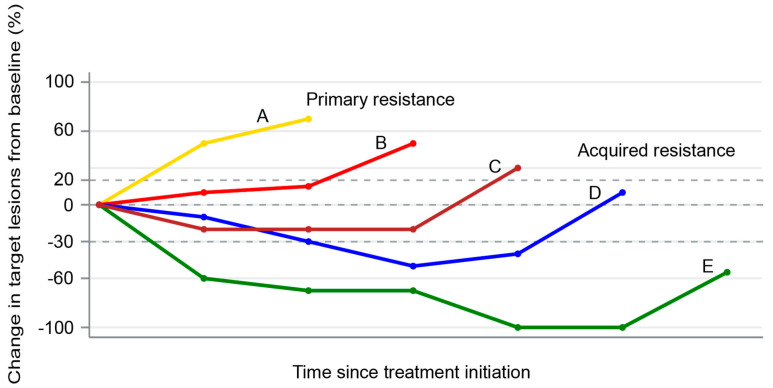 Change in target lesions from baseline (%)
100
60
20
0
-30
-60
-100
A
Primary resistance
B
C
Acquired resistance
D
E
Time since treatment initiation